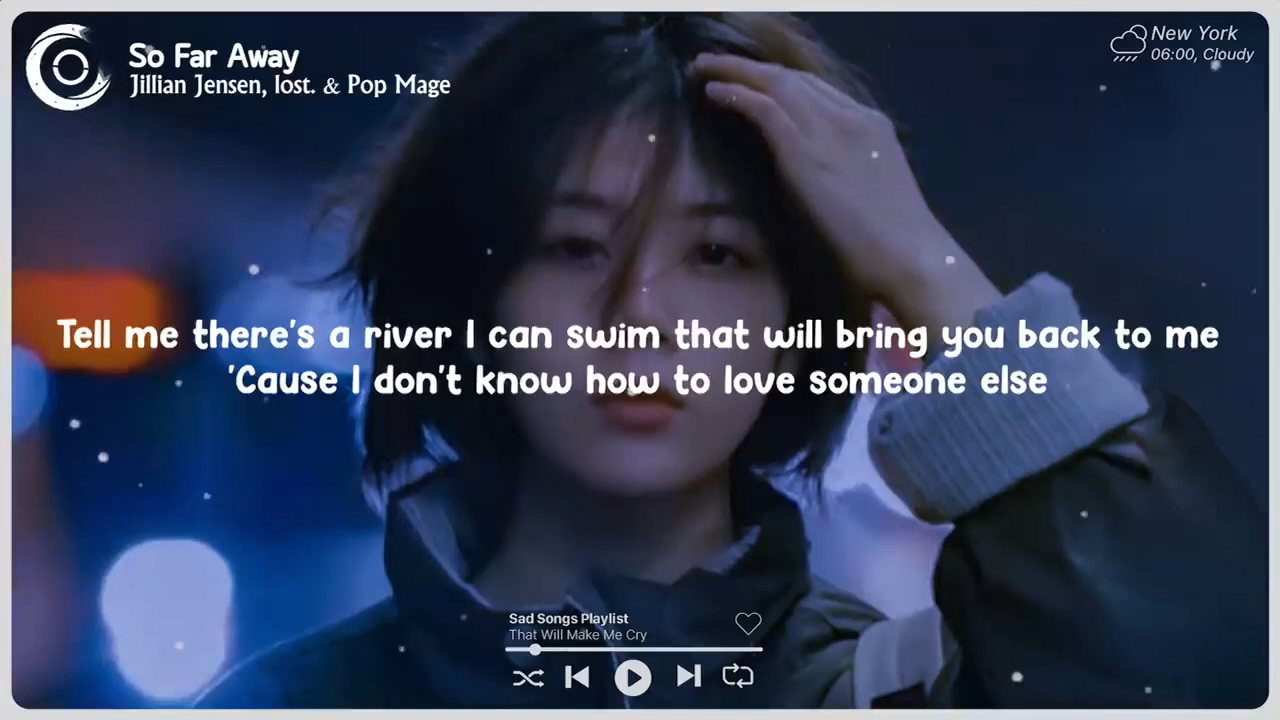 So Far Away
Jillian Jensen, lost. & Pop Mage
New York
06:00, Cloudy
Tell me there's a river I can swim that will bring you back to me
'Cause I don't know how to love someone else
Sad Songs Playlist
That Will Make Me Cry